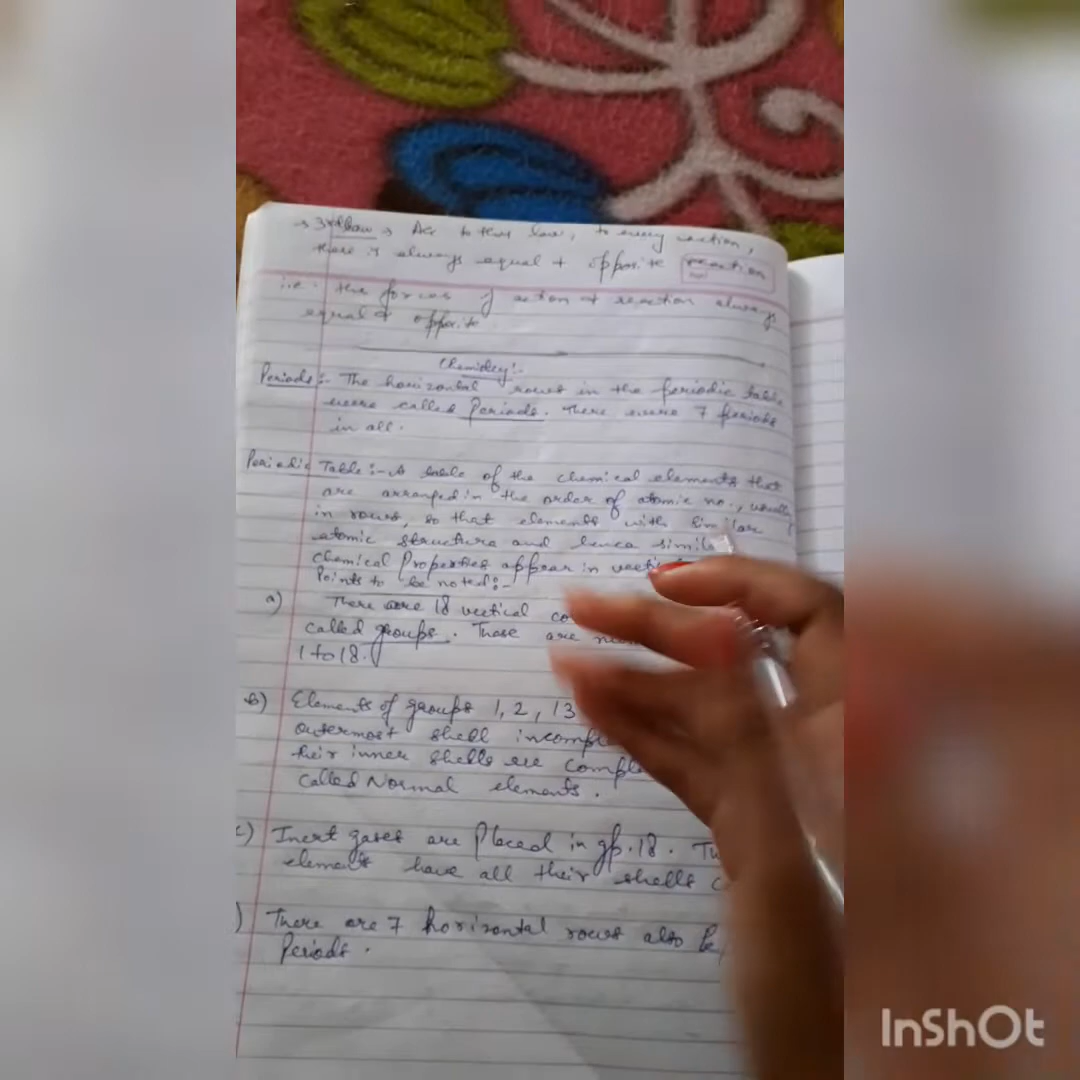 → 3rd law → Acc to this law, to every action,
there is always equal & opposite reaction
i.e. the forces of action & reaction always
equal & opposite.
Chemistry:-
Periods:- The horizontal rows in the periodic table
were called Periods. There were 7 periods
in all.
Periodic Table:- A table of the chemical elements that
are arranged in the order of atomic no., usually
in rows, so that elements with similar
atomic structure and hence simila
chemical Properties appear in vertic
Points to be noted:-
a) There are 18 vertical co
called groups. These are
1 to 18.
b) Elements of groups 1, 2, 13
outermost shell incompl
their inner shells are compl
called Normal elements.
c) Inert gases are Placed in gp. 18.
elements have all their shells c
) There are 7 horizontal rows also
Periods.
InShOt